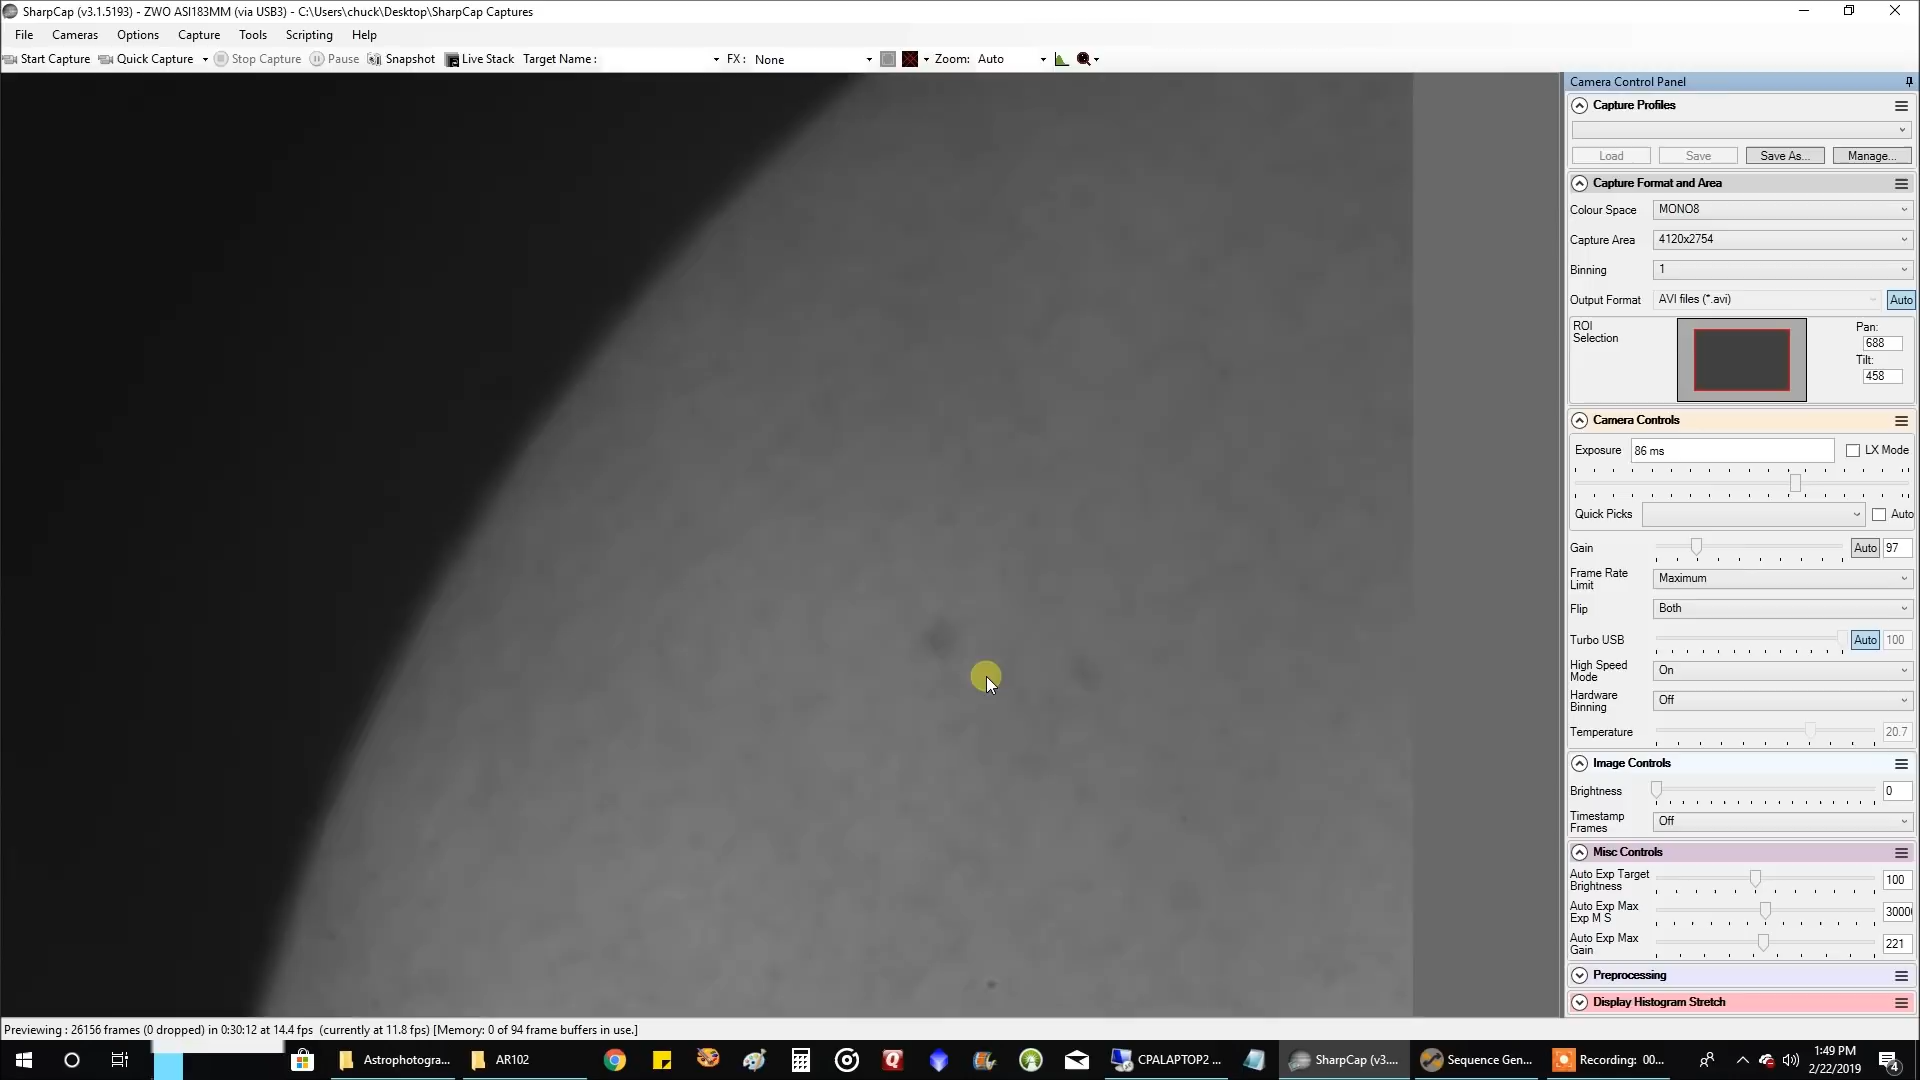 SharpCap (v3.1.5193) - ZWO ASI183MM (via USB3) - C:\Users\chuck\Desktop\SharpCap Captures
File Cameras Options Capture Tools Scripting Help
Start Capture Quick Capture Stop Capture Pause Snapshot Live Stack Target Name : FX : None Zoom: Auto
Camera Control Panel
Capture Profiles
Load Save Save As... Manage...
Capture Format and Area
Colour Space MONO8
Capture Area 4120x2754
Binning 1
Output Format AVI files (*.avi) Auto
ROI
Selection
Pan:
688
Tilt:
458
Camera Controls
Exposure 86 ms LX Mode
Quick Picks Auto
Gain Auto 97
Frame Rate
Limit
Maximum
Flip Both
Turbo USB Auto 100
High Speed
Mode
On
Hardware
Binning
Off
Temperature 20.7
Image Controls
Brightness 0
Timestamp
Frames
Off
Misc Controls
Auto Exp Target
Brightness
100
Auto Exp Max
Exp M S
3000
Auto Exp Max
Gain
221
Preprocessing
Display Histogram Stretch
Previewing : 26156 frames (0 dropped) in 0:30:12 at 14.4 fps (currently at 11.8 fps) [Memory: 0 of 94 frame buffers in use.]
Astrophotogra... AR102 CPALAPTOP2 ... SharpCap (v3.... Sequence Gen... Recording: 00...
1:49 PM
2/22/2019
4